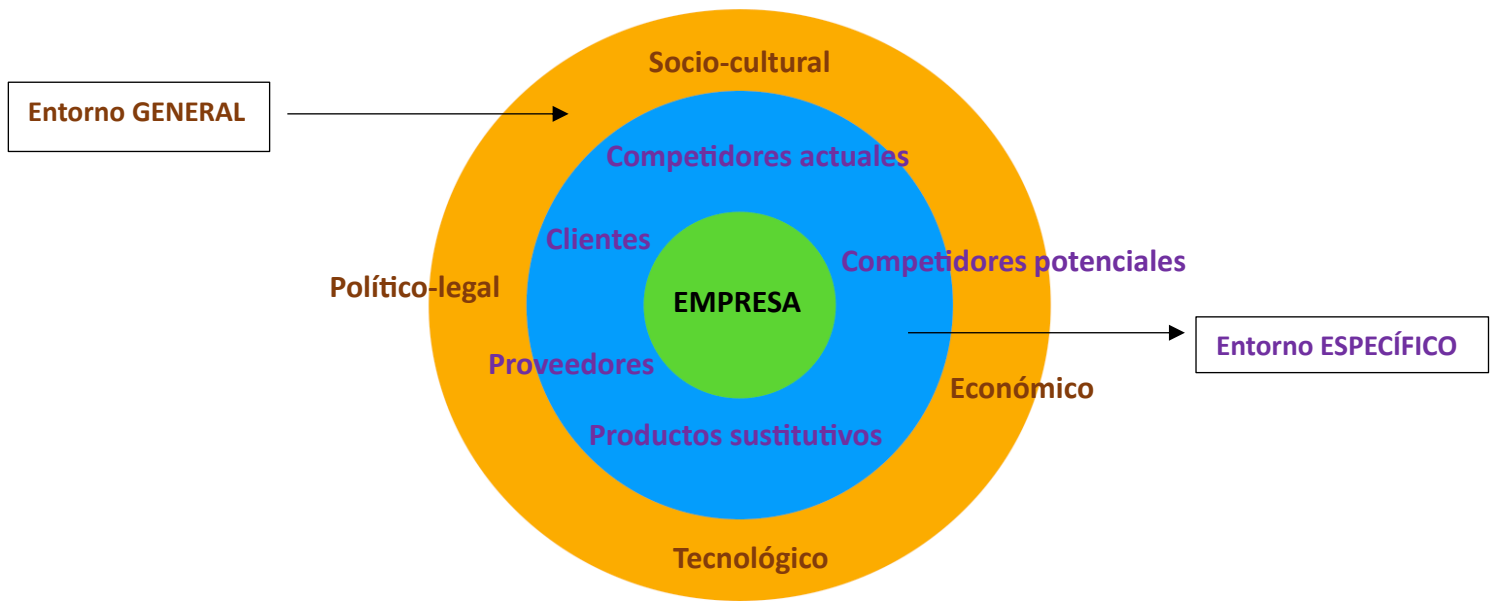 Socio-cultural
Entorno GENERAL
Competidores actuales
Clientes
Competidores potenciales
Político-legal
EMPRESA
Entorno ESPECÍFICO
Proveedores
Económico
Productos sustitutivos
Tecnológico